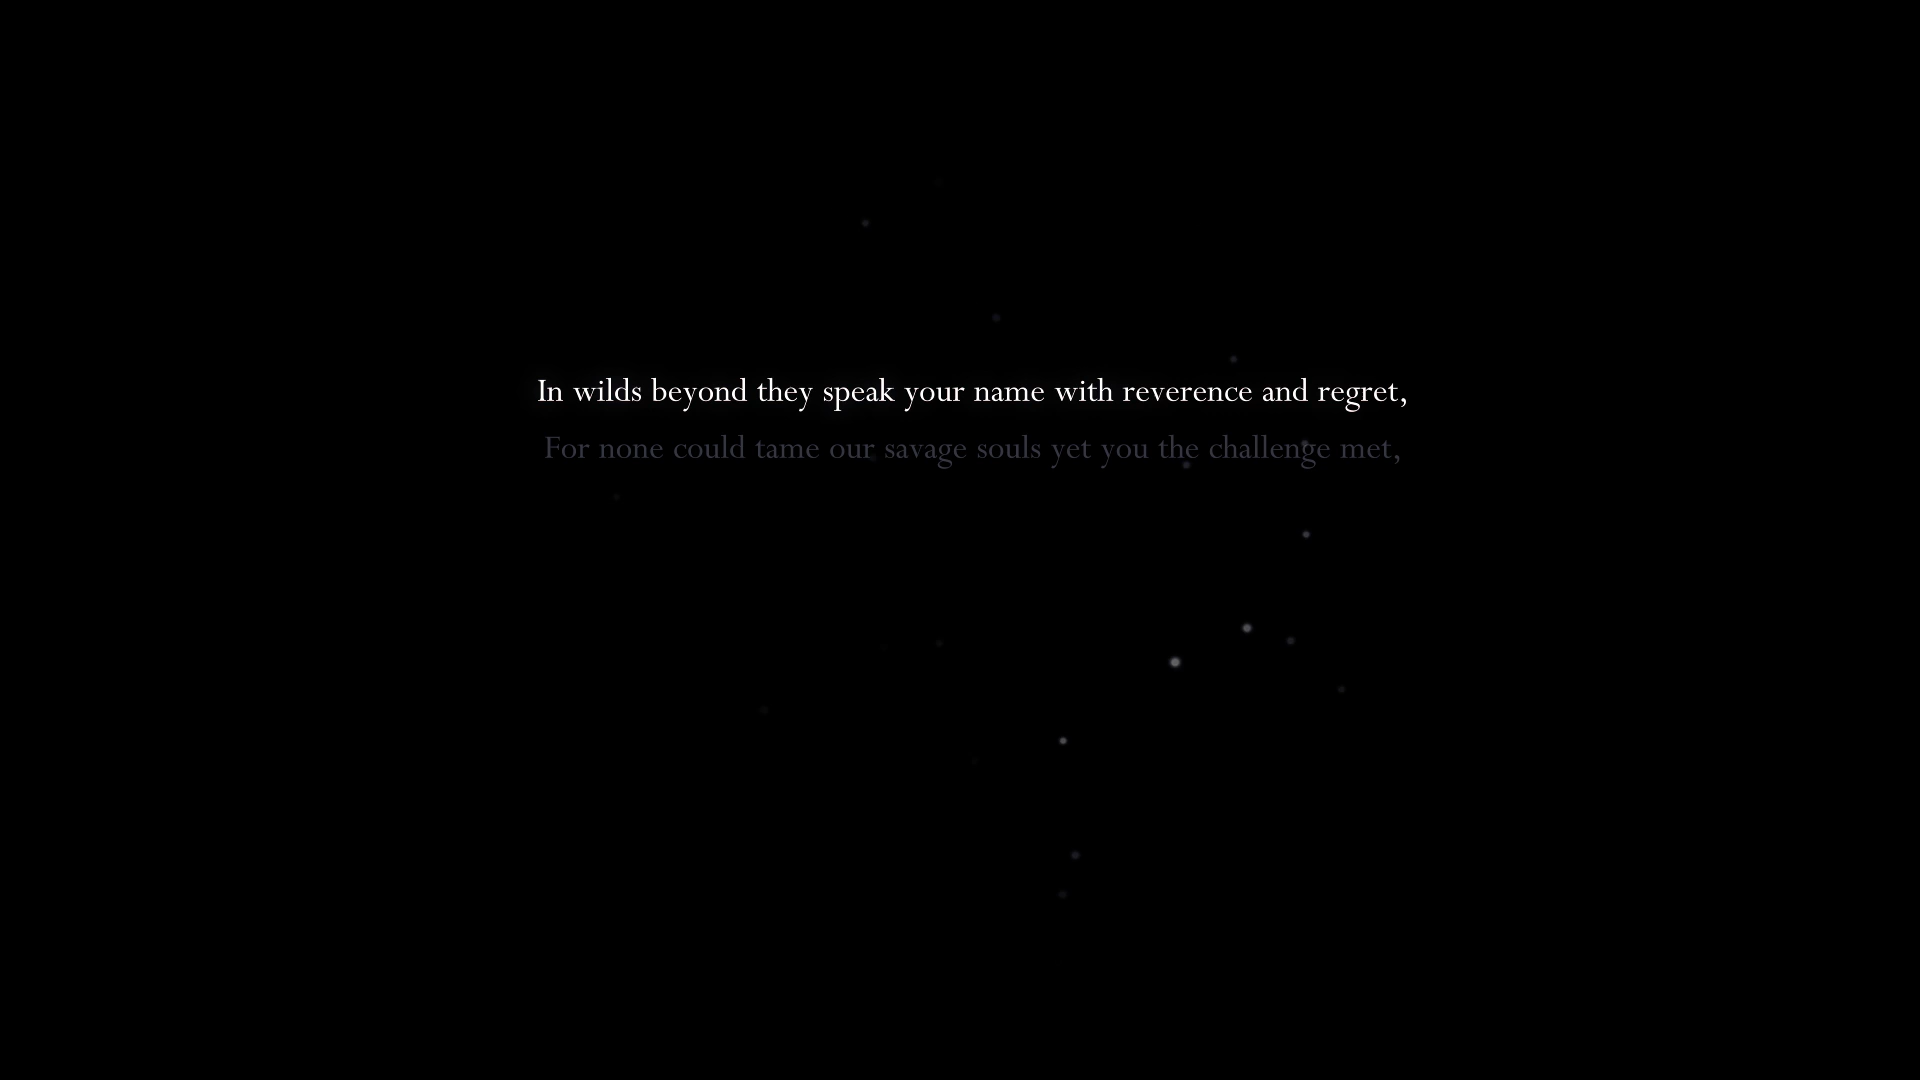 In wilds beyond they speak your name with reverence and regret,
For none could tame our savage souls yet you the challenge met,